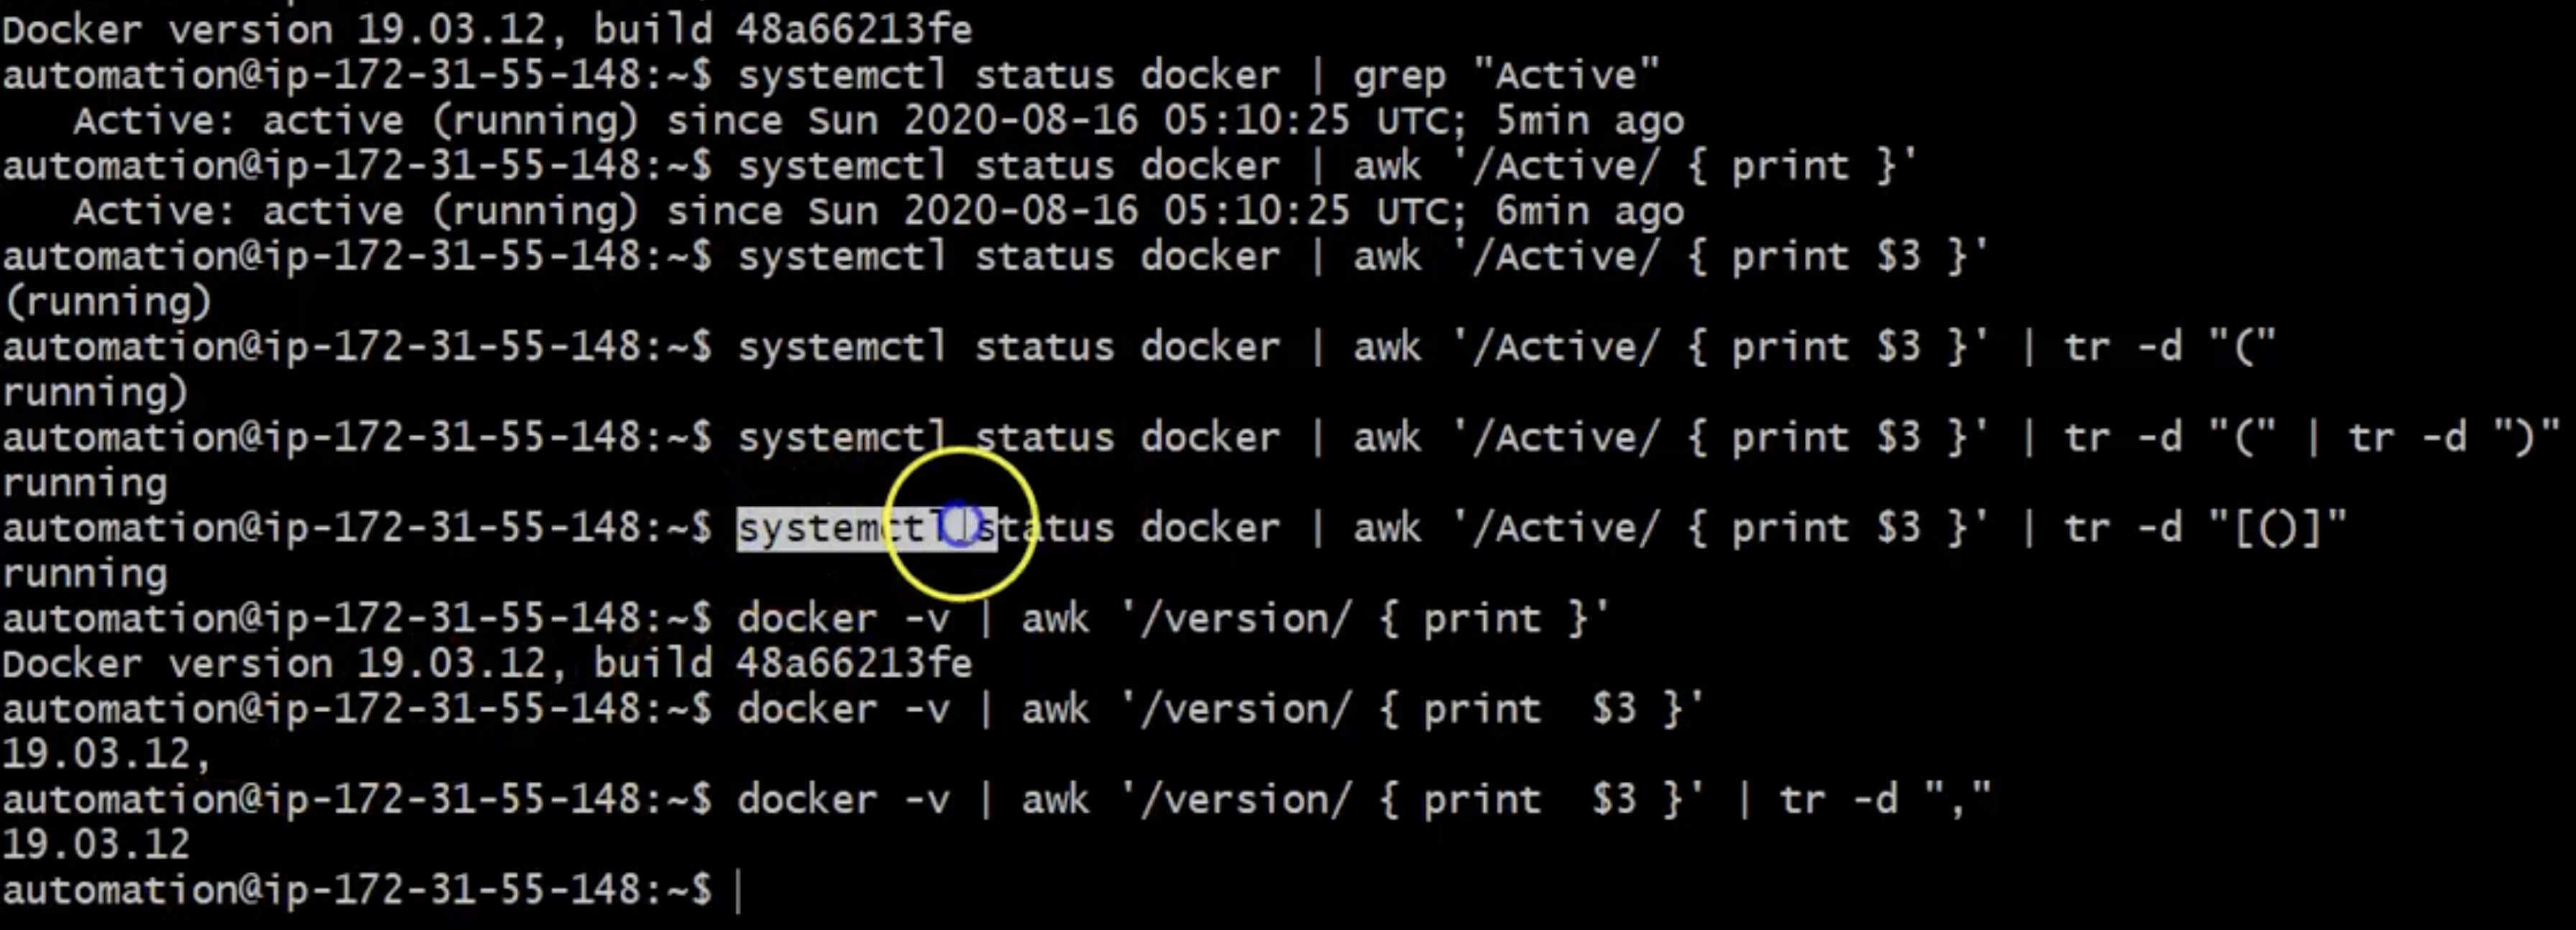 Docker version 19.03.12, build 48a66213fe
automation@ip-172-31-55-148:~$ systemctl status docker | grep "Active"
   Active: active (running) since Sun 2020-08-16 05:10:25 UTC; 5min ago
automation@ip-172-31-55-148:~$ systemctl status docker | awk '/Active/ { print }'
   Active: active (running) since Sun 2020-08-16 05:10:25 UTC; 6min ago
automation@ip-172-31-55-148:~$ systemctl status docker | awk '/Active/ { print $3 }'
(running)
automation@ip-172-31-55-148:~$ systemctl status docker | awk '/Active/ { print $3 }' | tr -d "("
running)
automation@ip-172-31-55-148:~$ systemctl status docker | awk '/Active/ { print $3 }' | tr -d "(" | tr -d ")"
running
automation@ip-172-31-55-148:~$ systemctl status docker | awk '/Active/ { print $3 }' | tr -d "[()]"
running
automation@ip-172-31-55-148:~$ docker -v | awk '/version/ { print }'
Docker version 19.03.12, build 48a66213fe
automation@ip-172-31-55-148:~$ docker -v | awk '/version/ { print  $3 }'
19.03.12,
automation@ip-172-31-55-148:~$ docker -v | awk '/version/ { print  $3 }' | tr -d ","
19.03.12
automation@ip-172-31-55-148:~$